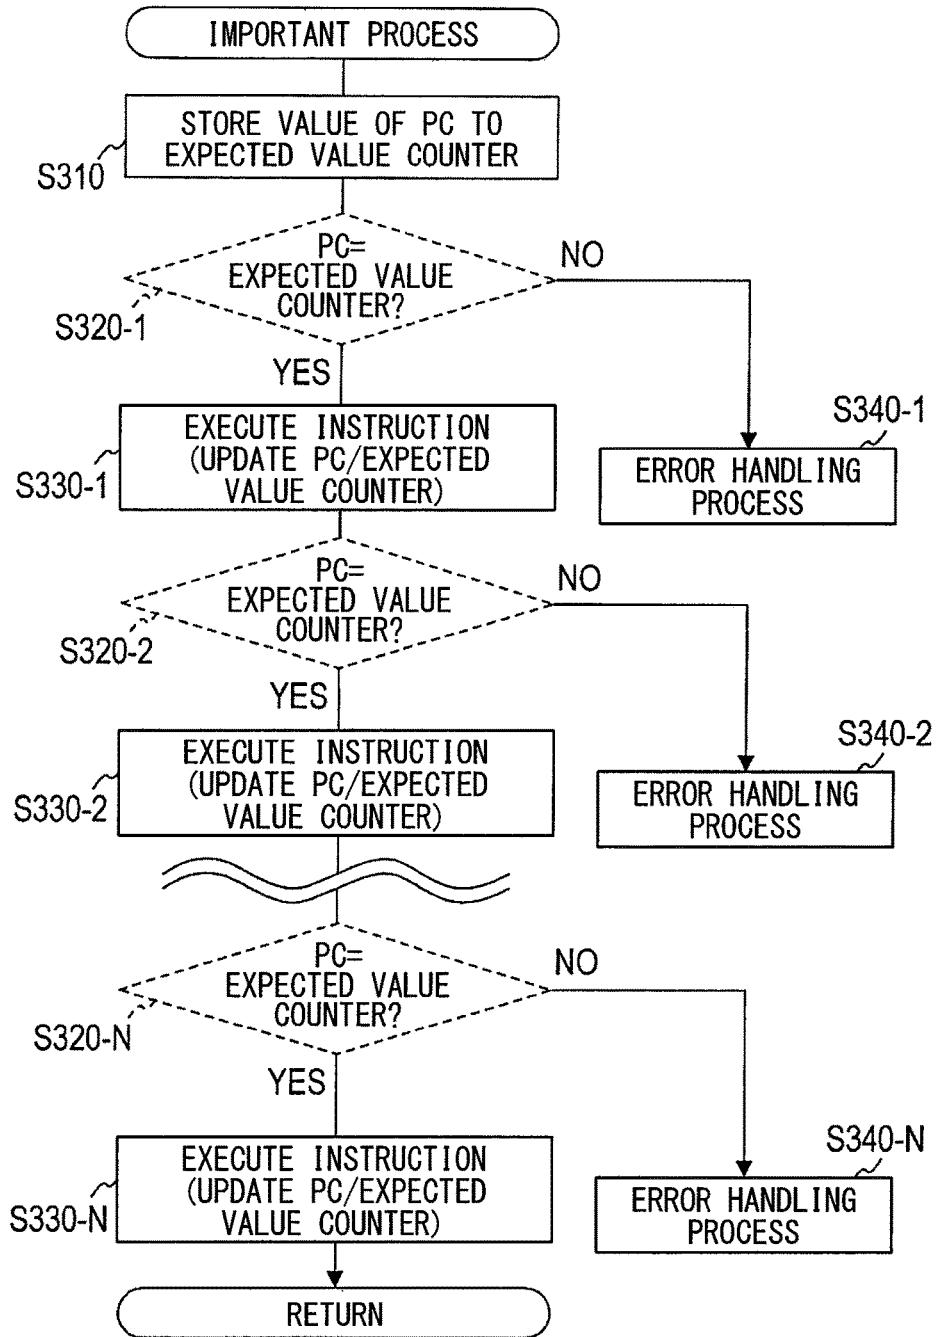 IMPORTANT PROCESS
STORE VALUE OF PC TO
EXPECTED VALUE COUNTER
S310
PC=
EXPECTED VALUE
COUNTER?
NO
S320-1
YES
EXECUTE INSTRUCTION
(UPDATE PC/EXPECTED
VALUE COUNTER)
S330-1
S340-1
ERROR HANDLING
PROCESS
PC=
EXPECTED VALUE
COUNTER?
NO
S320-2
YES
EXECUTE INSTRUCTION
(UPDATE PC/EXPECTED
VALUE COUNTER)
S330-2
S340-2
ERROR HANDLING
PROCESS
PC=
EXPECTED VALUE
COUNTER?
NO
S320-N
YES
EXECUTE INSTRUCTION
(UPDATE PC/EXPECTED
VALUE COUNTER)
S330-N
S340-N
ERROR HANDLING
PROCESS
RETURN